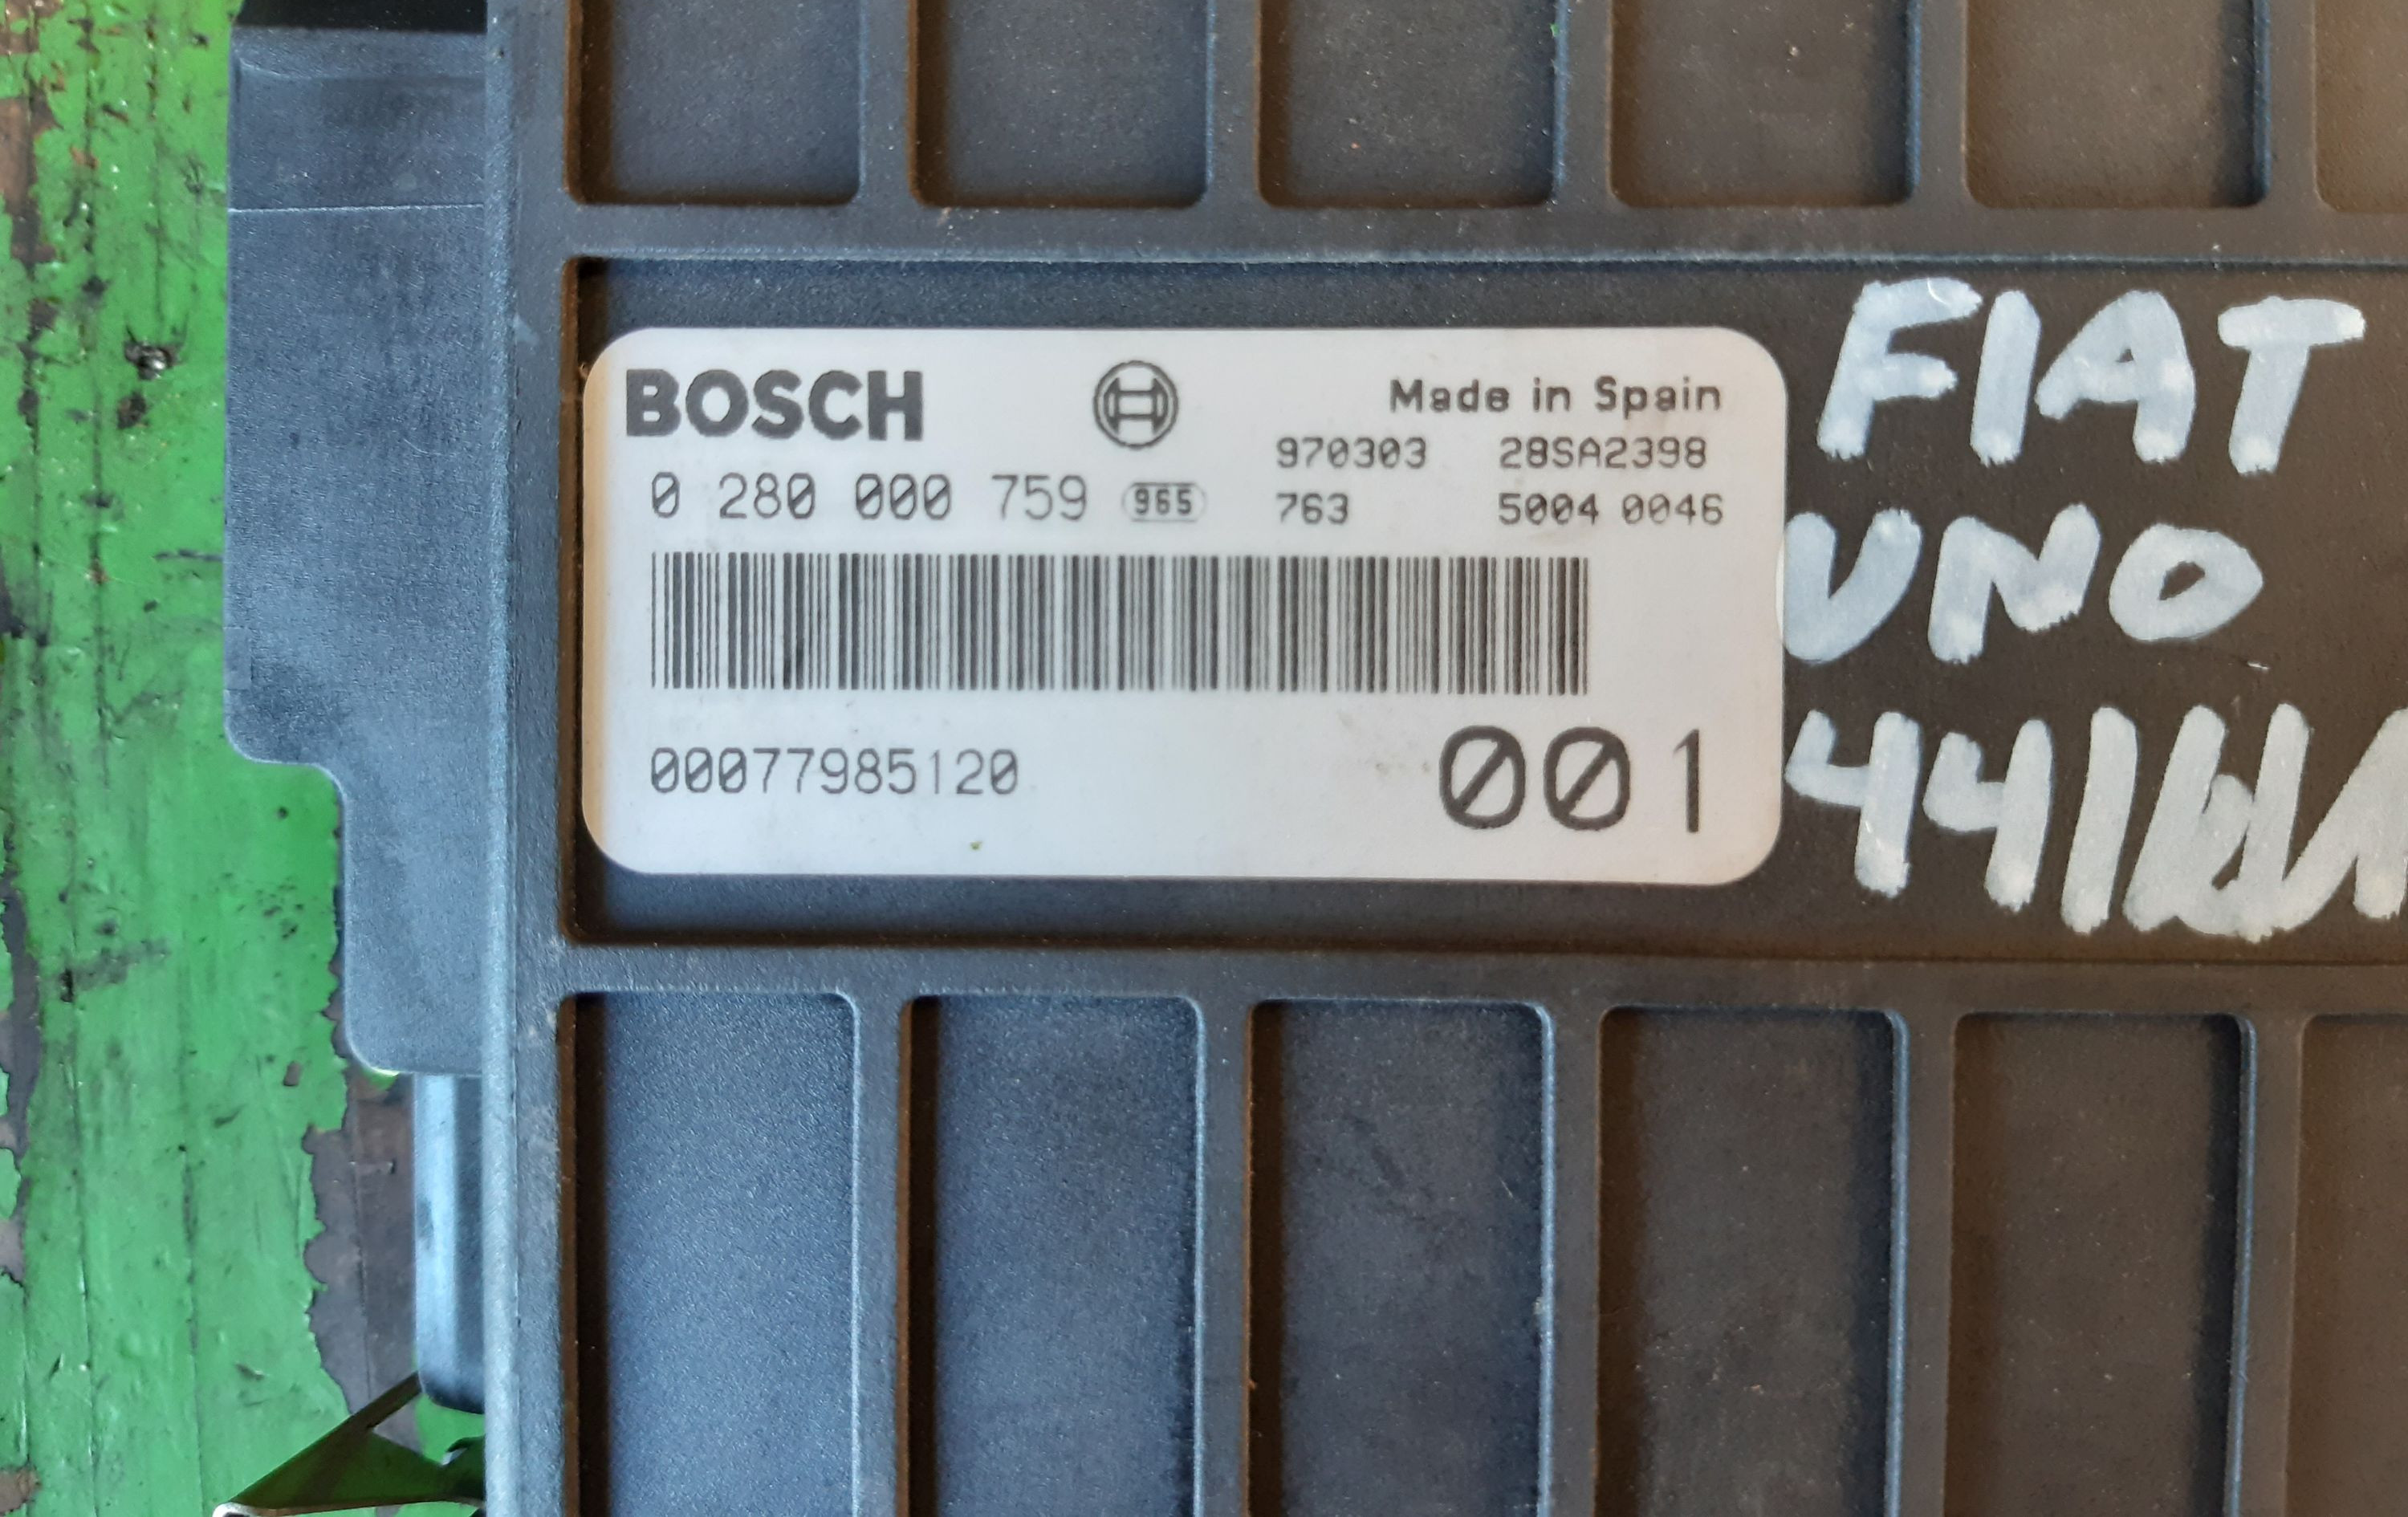 BOSCH
Made in Spain
970303 28SA2398
0 280 000 759 965
763 5004 0046
00077985120
001
FIAT
UNO